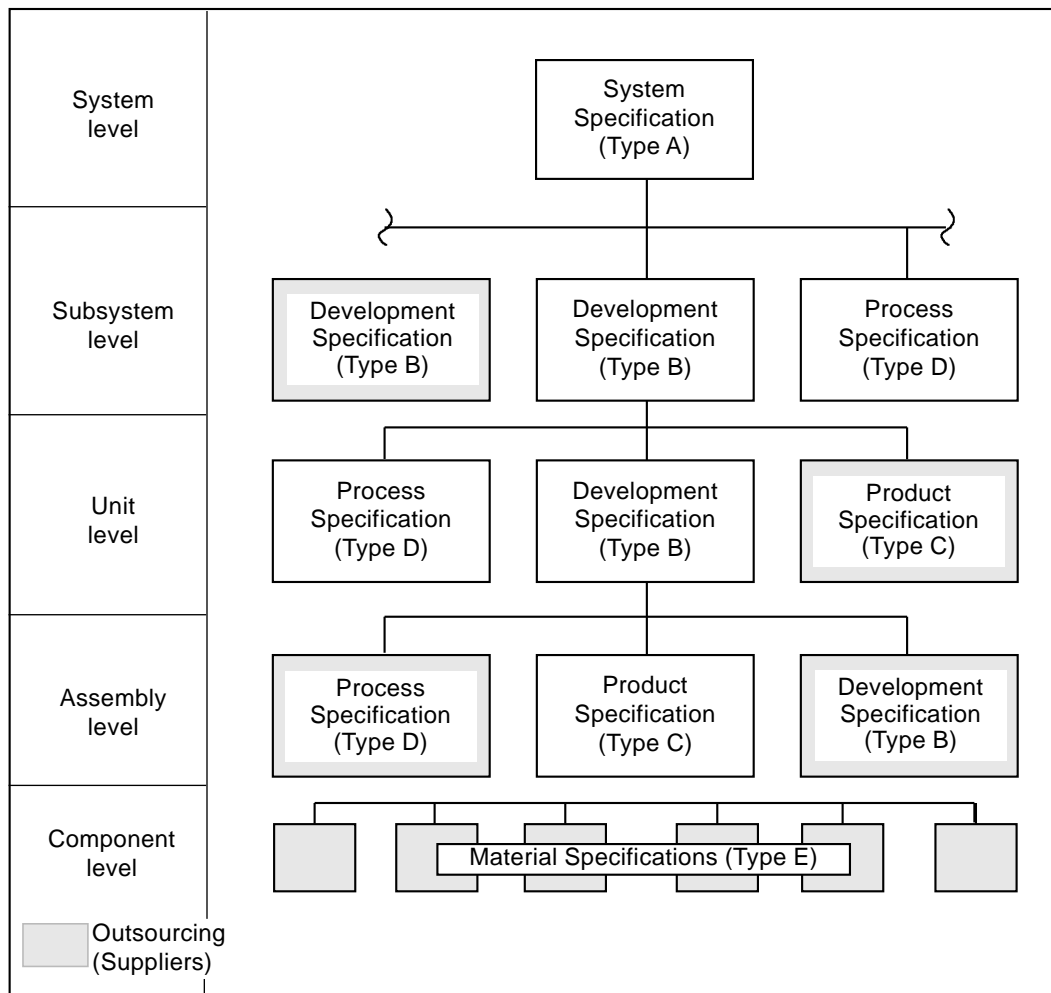 System
level
System
Specification
(Type A)
Subsystem
level
Development
Specification
(Type B)
Development
Specification
(Type B)
Process
Specification
(Type D)
Unit
level
Process
Specification
(Type D)
Development
Specification
(Type B)
Product
Specification
(Type C)
Assembly
level
Process
Specification
(Type D)
Product
Specification
(Type C)
Development
Specification
(Type B)
Component
level
Material Specifications (Type E)
Outsourcing
(Suppliers)